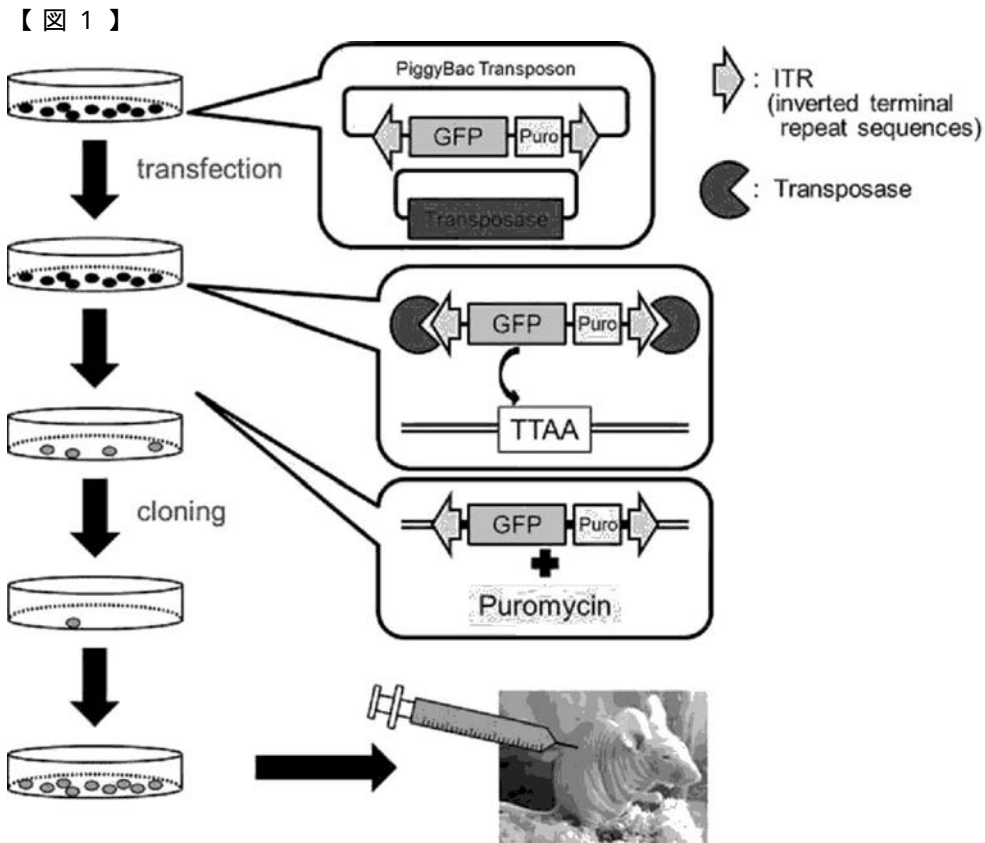 【図1】
PiggyBac Transposon
GFP
Puro
Transposase
: ITR
(inverted terminal
repeat sequences)
: Transposase
transfection
GFP
Puro
TTAA
cloning
GFP
Puro
Puromycin